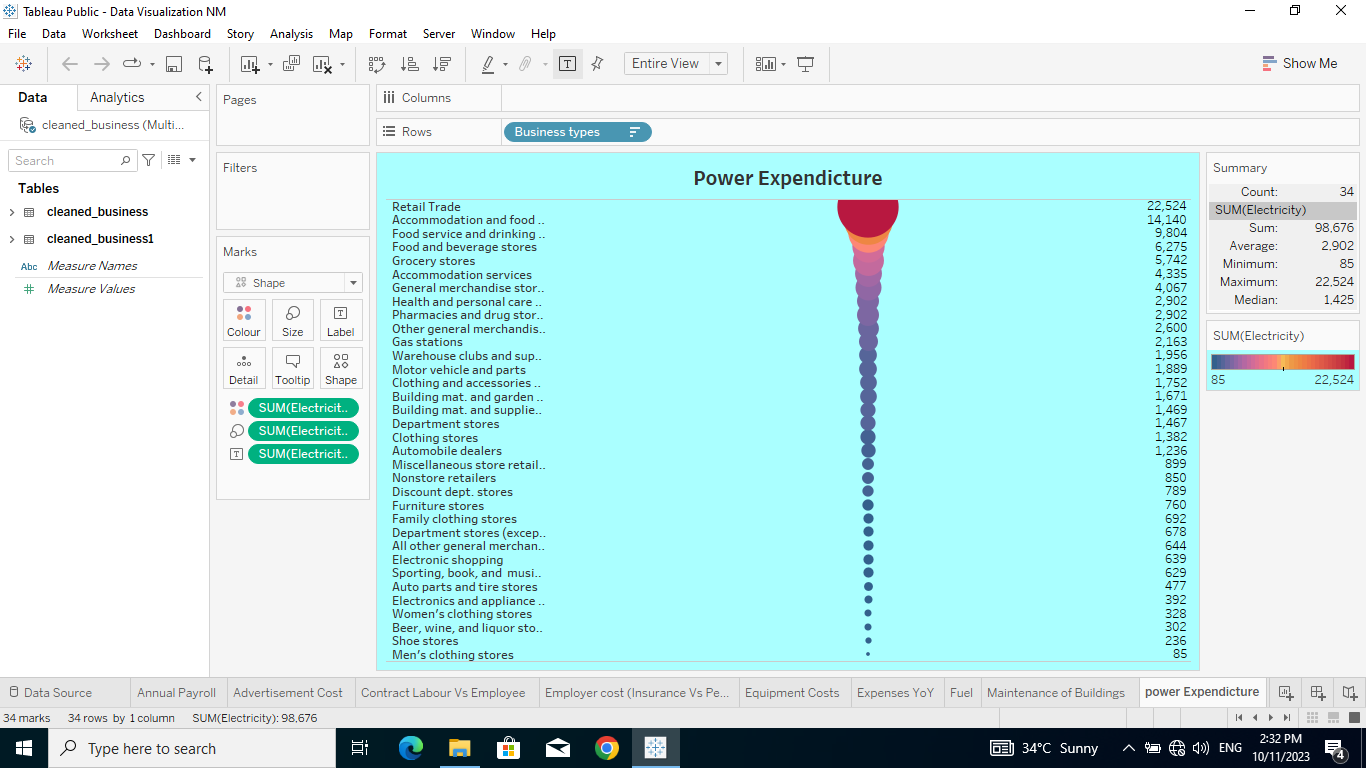 Tableau Public - Data Visualization NM
File Data Worksheet Dashboard Story Analysis Map Format Server Window Help
Entire View
Show Me
Data Analytics
cleaned_business (Multi...
Search
Tables
cleaned_business
cleaned_business1
Abc Measure Names
# Measure Values
Pages
Filters
Marks
Shape
Colour Size Label
Detail Tooltip Shape
SUM(Electricit..
SUM(Electricit..
T SUM(Electricit..
Columns
Rows Business types
Power Expendicture
Retail Trade 22,524
Accommodation and food .. 14,140
Food service and drinking .. 9,804
Food and beverage stores 6,275
Grocery stores 5,742
Accommodation services 4,335
General merchandise stor.. 4,067
Health and personal care .. 2,902
Pharmacies and drug stor.. 2,902
Other general merchandis.. 2,600
Gas stations 2,163
Warehouse clubs and sup.. 1,956
Motor vehicle and parts 1,889
Clothing and accessories .. 1,752
Building mat. and garden .. 1,671
Building mat. and supplie.. 1,469
Department stores 1,467
Clothing stores 1,382
Automobile dealers 1,236
Miscellaneous store retail.. 899
Nonstore retailers 850
Discount dept. stores 789
Furniture stores 760
Family clothing stores 692
Department stores (excep.. 678
All other general merchan.. 644
Electronic shopping 639
Sporting, book, and musi.. 629
Auto parts and tire stores 477
Electronics and appliance .. 392
Women's clothing stores 328
Beer, wine, and liquor sto.. 302
Shoe stores 236
Men's clothing stores 85
Summary
Count: 34
SUM(Electricity)
Sum: 98,676
Average: 2,902
Minimum: 85
Maximum: 22,524
Median: 1,425
SUM(Electricity)
85 22,524
Data Source Annual Payroll Advertisement Cost Contract Labour Vs Employee Employer cost (Insurance Vs Pe... Equipment Costs Expenses YoY Fuel Maintenance of Buildings power Expendicture
34 marks 34 rows by 1 column SUM(Electricity): 98,676
Type here to search
34°C Sunny
ENG
2:32 PM
10/11/2023
4